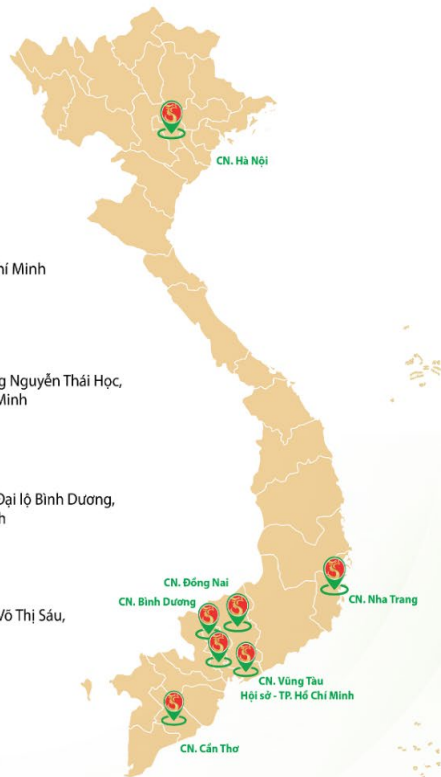 CN. Hà Nội
hí Minh
g Nguyễn Thái Học,
Minh
Đại lộ Bình Dương,
h
CN. Đồng Nai
CN. Bình Dương
CN. Nha Trang
Võ Thị Sáu,
CN. Vũng Tàu
Hội sở - TP. Hồ Chí Minh
CN. Cần Thơ